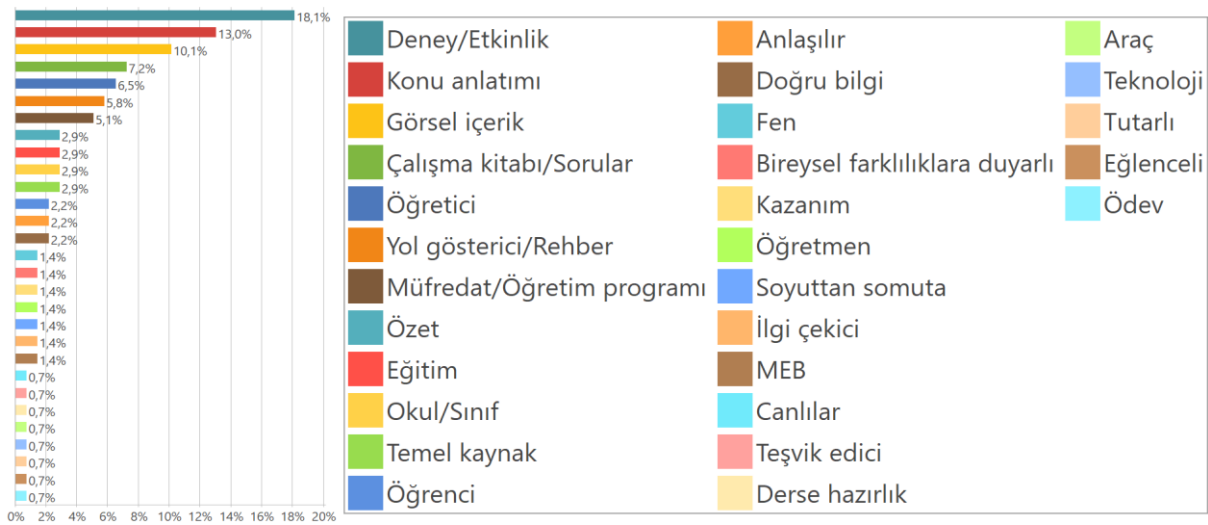 18,1%
13,0%
10,1%
7,2%
6,5%
5,8%
5,1%
2,9%
2,9%
2,9%
2,9%
2,2%
2,2%
2,2%
1,4%
1,4%
1,4%
1,4%
1,4%
1,4%
1,4%
0,7%
0,7%
0,7%
0,7%
0,7%
0,7%
0,7%
0,7%
0% 2% 4% 6% 8% 10% 12% 14% 16% 18% 20%
Deney/Etkinlik
Konu anlatımı
Görsel içerik
Çalışma kitabı/Sorular
Öğretici
Yol gösterici/Rehber
Müfredat/Öğretim programı
Özet
Eğitim
Okul/Sınıf
Temel kaynak
Öğrenci
Anlaşılır
Doğru bilgi
Fen
Bireysel farklılıklara duyarlı
Kazanım
Öğretmen
Soyuttan somuta
İlgi çekici
MEB
Canlılar
Teşvik edici
Derse hazırlık
Araç
Teknoloji
Tutarlı
Eğlenceli
Ödev